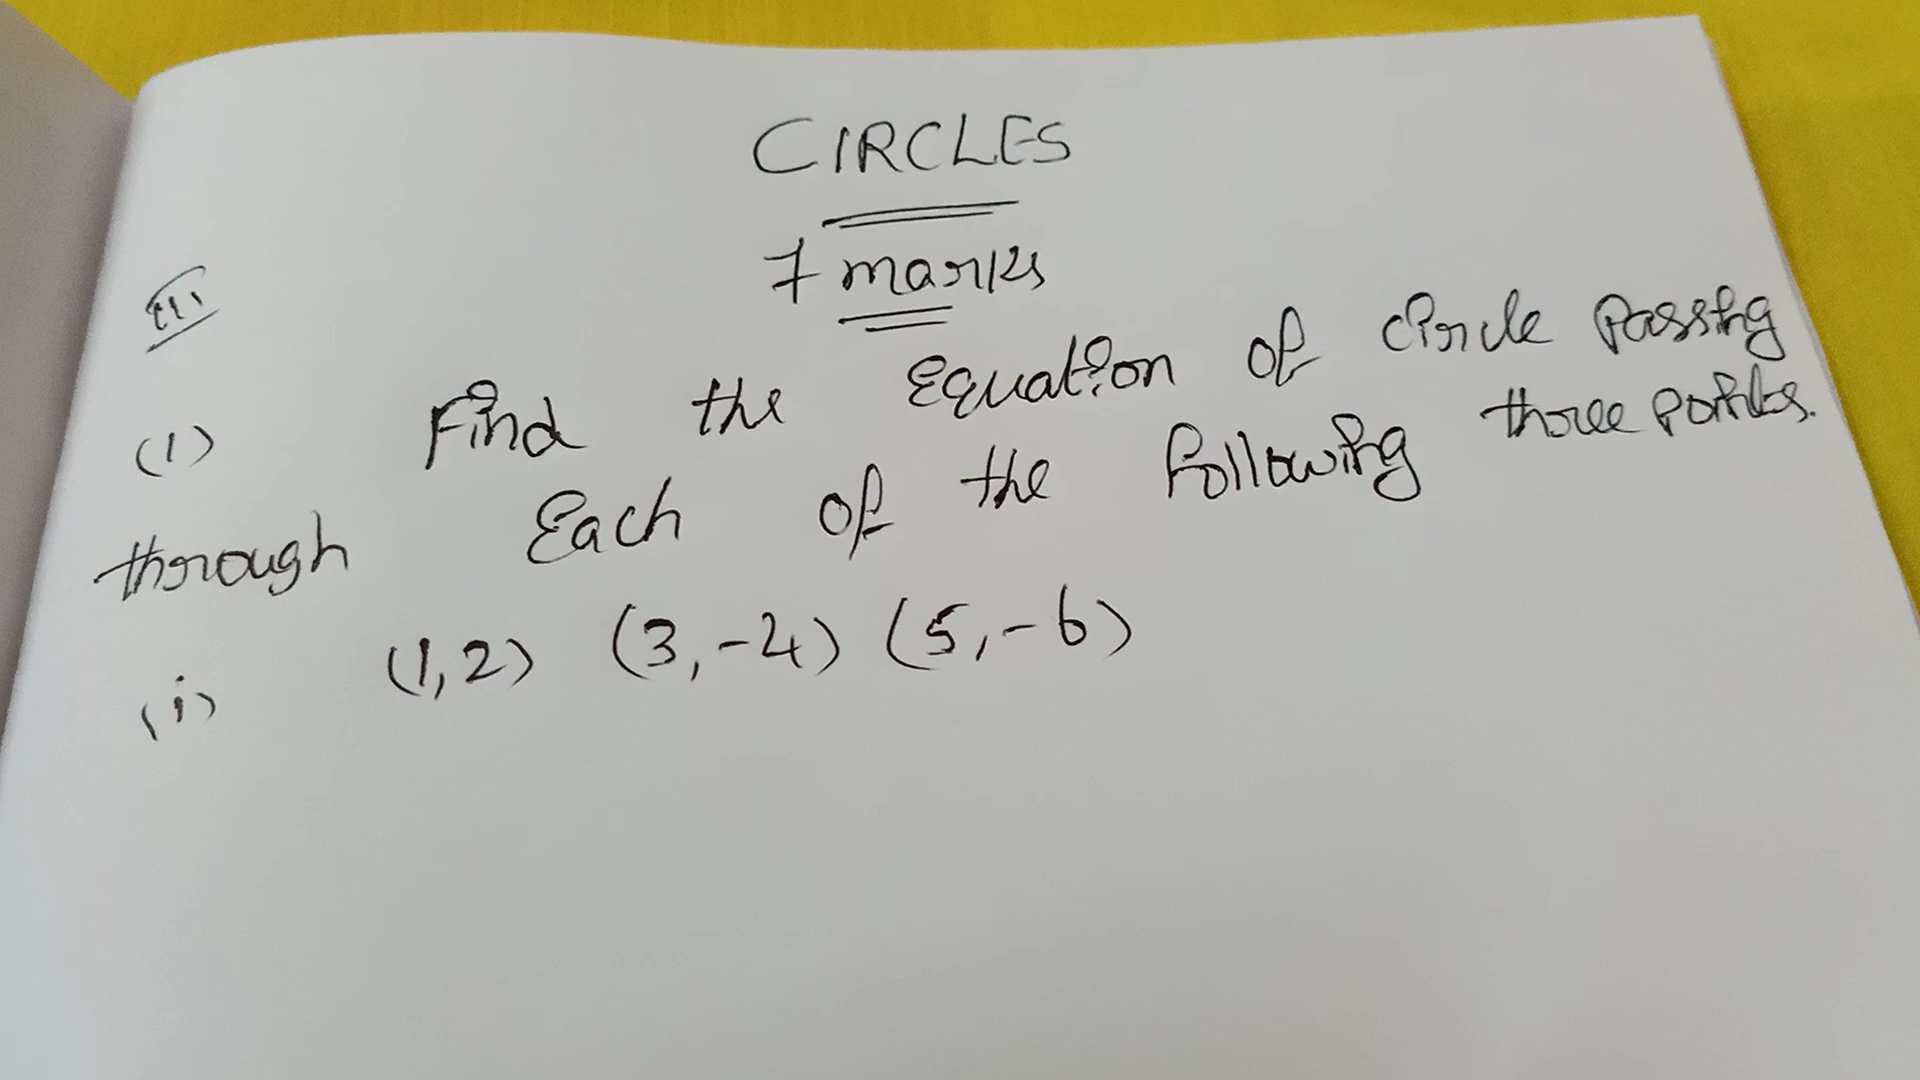 CIRCLES
7 marks
III
(1) Find the Equation of circle passing
through Each of the following three points.
(i) (1,2) (3,-4) (5,-6)